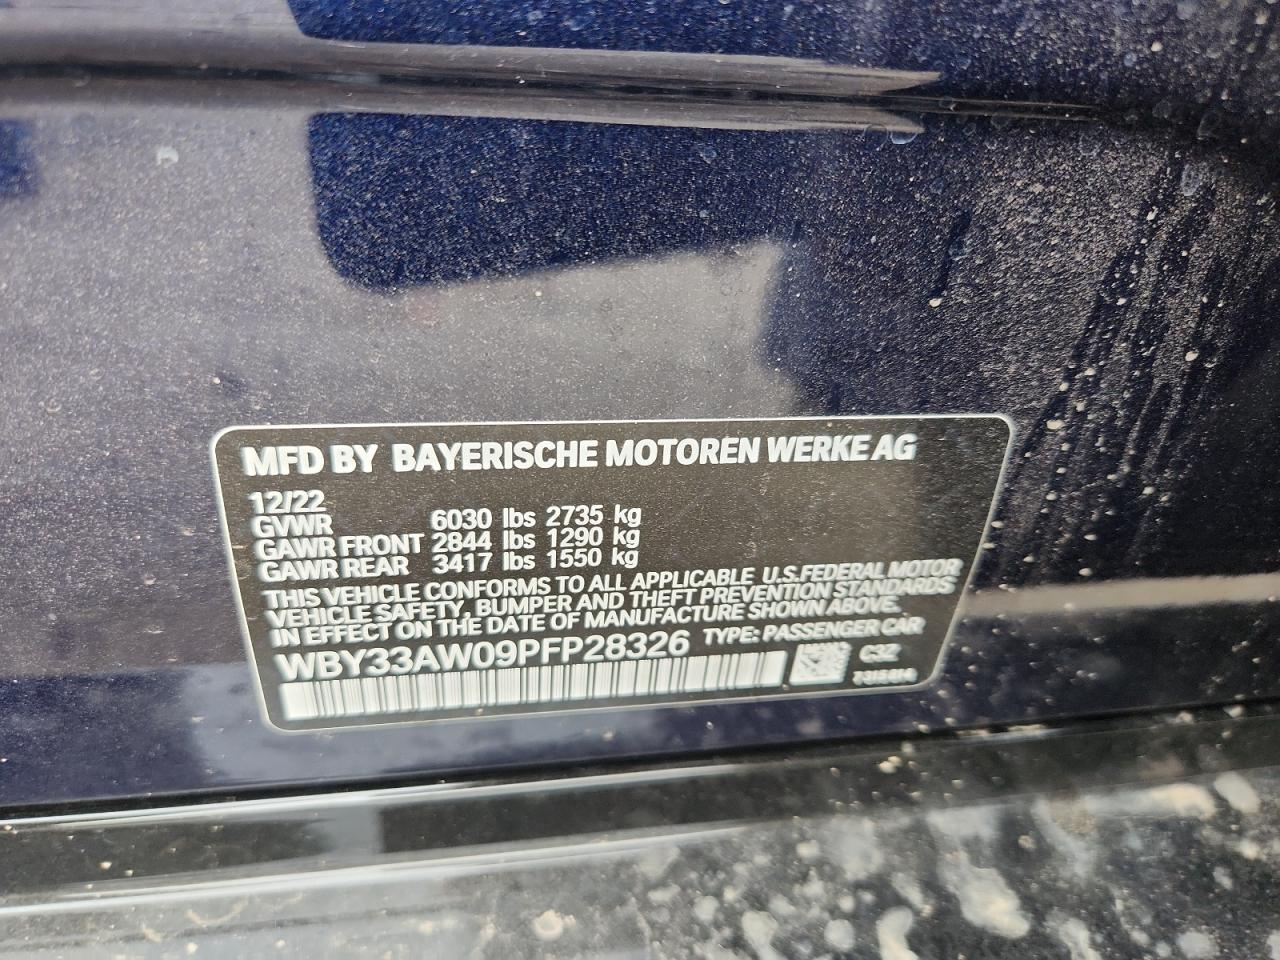 MFD BY BAYERISCHE MOTOREN WERKE AG
12/22
GVWR 6030 lbs 2735 kg
GAWR FRONT 2844 lbs 1290 kg
GAWR REAR 3417 lbs 1550 kg
THIS VEHICLE CONFORMS TO ALL APPLICABLE U.S.FEDERAL MOTOR
VEHICLE SAFETY, BUMPER AND THEFT PREVENTION STANDARDS
IN EFFECT ON THE DATE OF MANUFACTURE SHOWN ABOVE.
WBY33AW09PFP28326 TYPE: PASSENGER CAR
C3Z